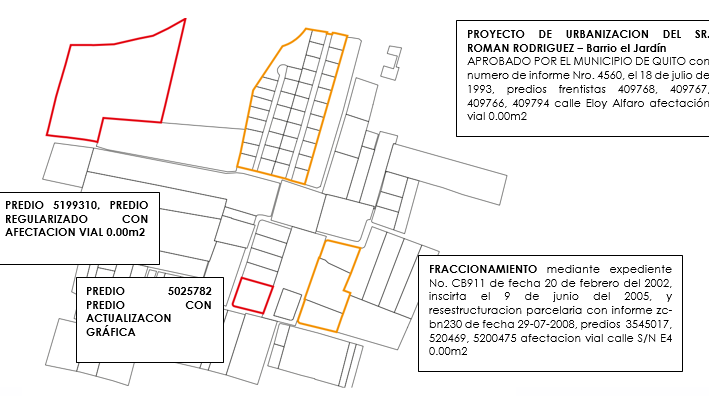 PROYECTO DE URBANIZACION DEL SR.
ROMAN RODRIGUEZ – Barrio el Jardín
APROBADO POR EL MUNICIPIO DE QUITO con
numero de informe Nro. 4560, el 18 de julio de
1993, predios frentistas 409768, 409767,
409766, 409794 calle Eloy Alfaro afectación
vial 0.00m2
PREDIO 5199310, PREDIO
REGULARIZADO CON
AFECTACION VIAL 0.00m2
PREDIO 5025782
PREDIO CON
ACTUALIZACON
GRÁFICA
FRACCIONAMIENTO mediante expediente
No. CB911 de fecha 20 de febrero del 2002,
inscirta el 9 de junio del 2005, y
resestructuracion parcelaria con informe zc-
bn230 de fecha 29-07-2008, predios 3545017,
520469, 5200475 afectacion vial calle S/N E4
0.00m2